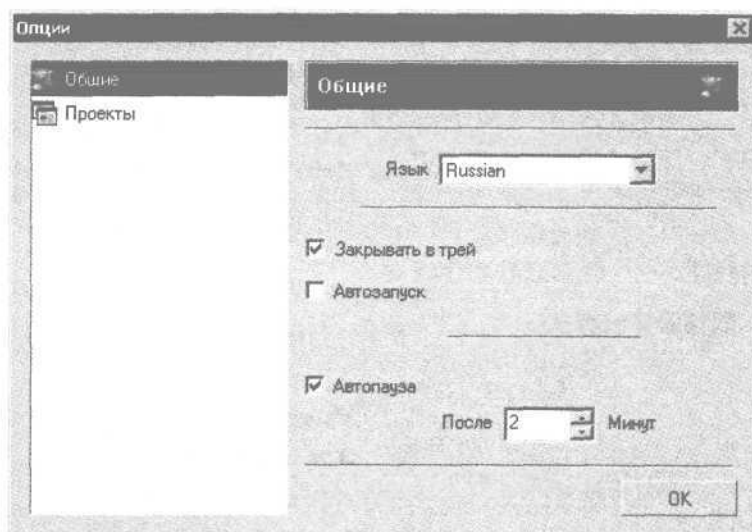 Опции
Общие
Проекты
Общие
Язык Russian
Закрывать в трей
Автозапуск
Автопауза
После 2 Минут
OK